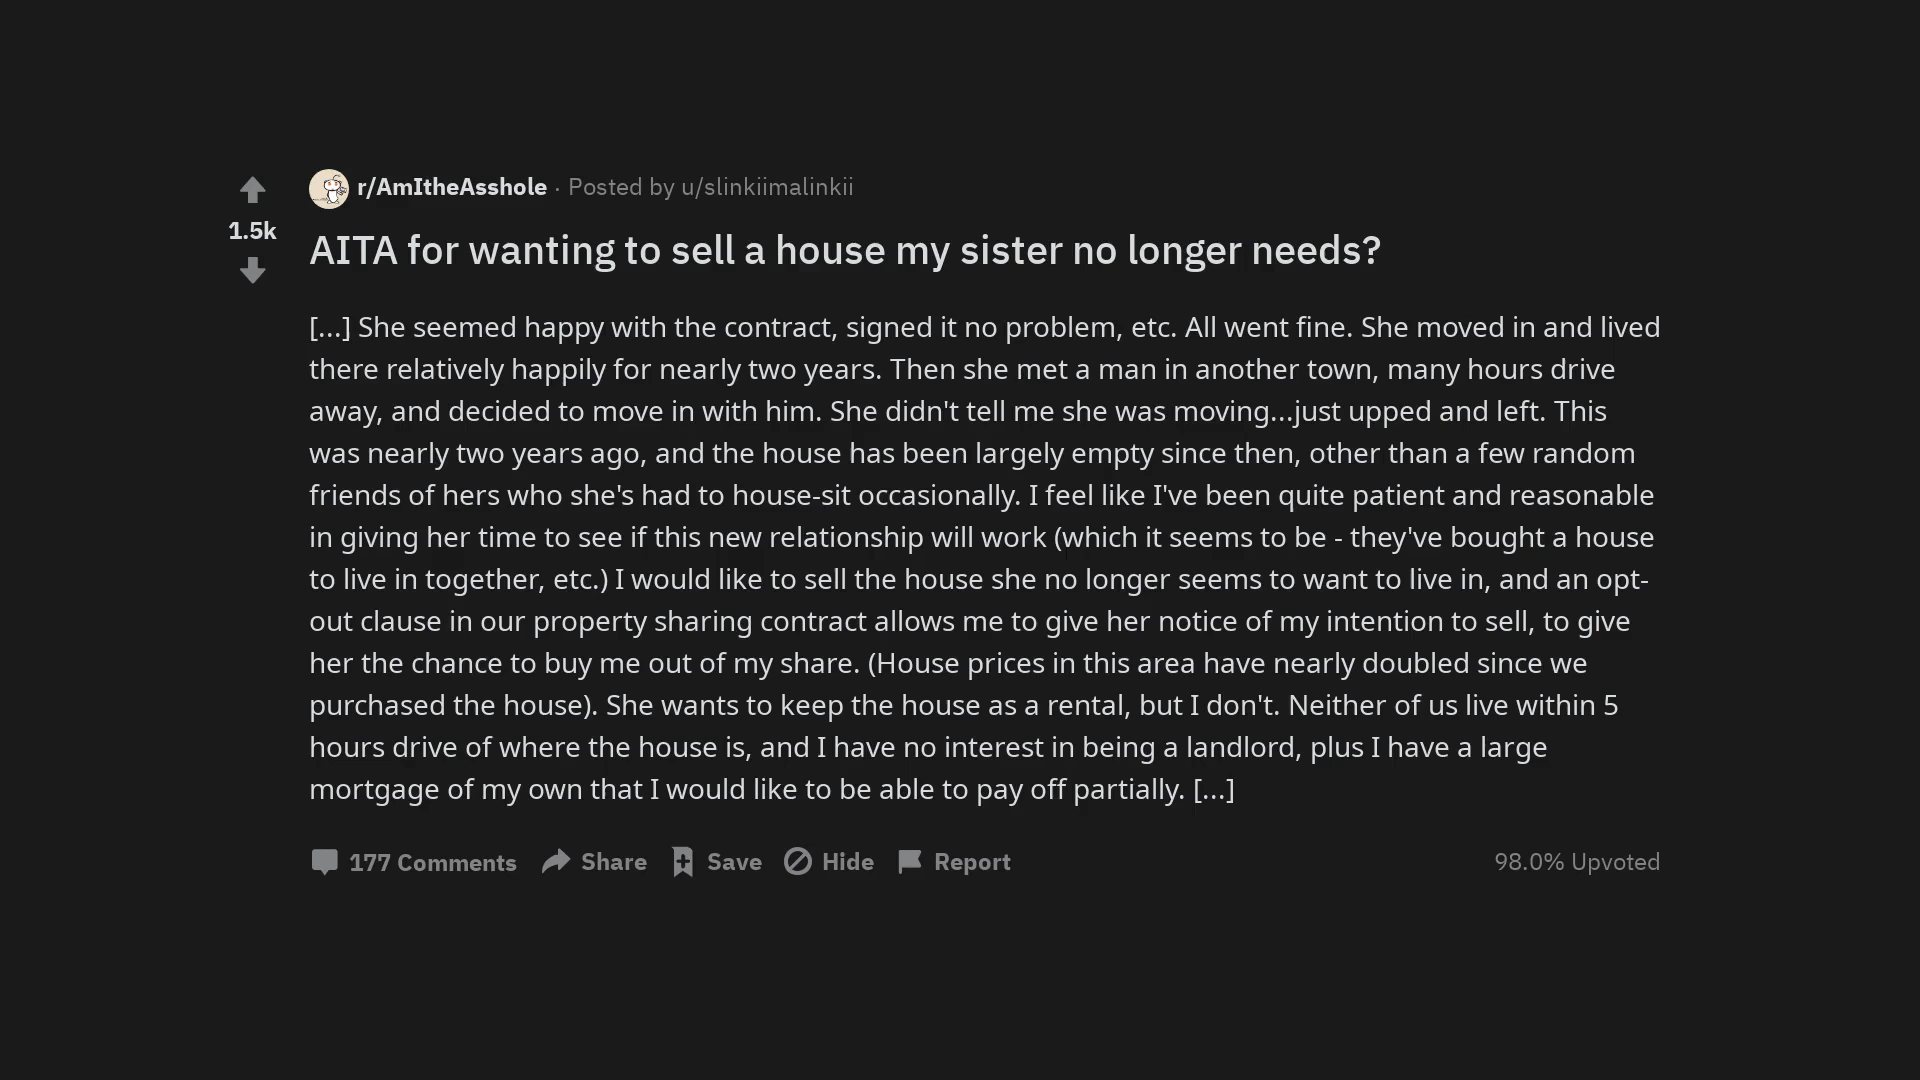 r/AmItheAsshole · Posted by u/slinkiimalinkii
1.5k
AITA for wanting to sell a house my sister no longer needs?
[...] She seemed happy with the contract, signed it no problem, etc. All went fine. She moved in and lived
there relatively happily for nearly two years. Then she met a man in another town, many hours drive
away, and decided to move in with him. She didn't tell me she was moving...just upped and left. This
was nearly two years ago, and the house has been largely empty since then, other than a few random
friends of hers who she's had to house-sit occasionally. I feel like I've been quite patient and reasonable
in giving her time to see if this new relationship will work (which it seems to be - they've bought a house
to live in together, etc.) I would like to sell the house she no longer seems to want to live in, and an opt-
out clause in our property sharing contract allows me to give her notice of my intention to sell, to give
her the chance to buy me out of my share. (House prices in this area have nearly doubled since we
purchased the house). She wants to keep the house as a rental, but I don't. Neither of us live within 5
hours drive of where the house is, and I have no interest in being a landlord, plus I have a large
mortgage of my own that I would like to be able to pay off partially. [...]
177 Comments Share Save Hide Report 98.0% Upvoted